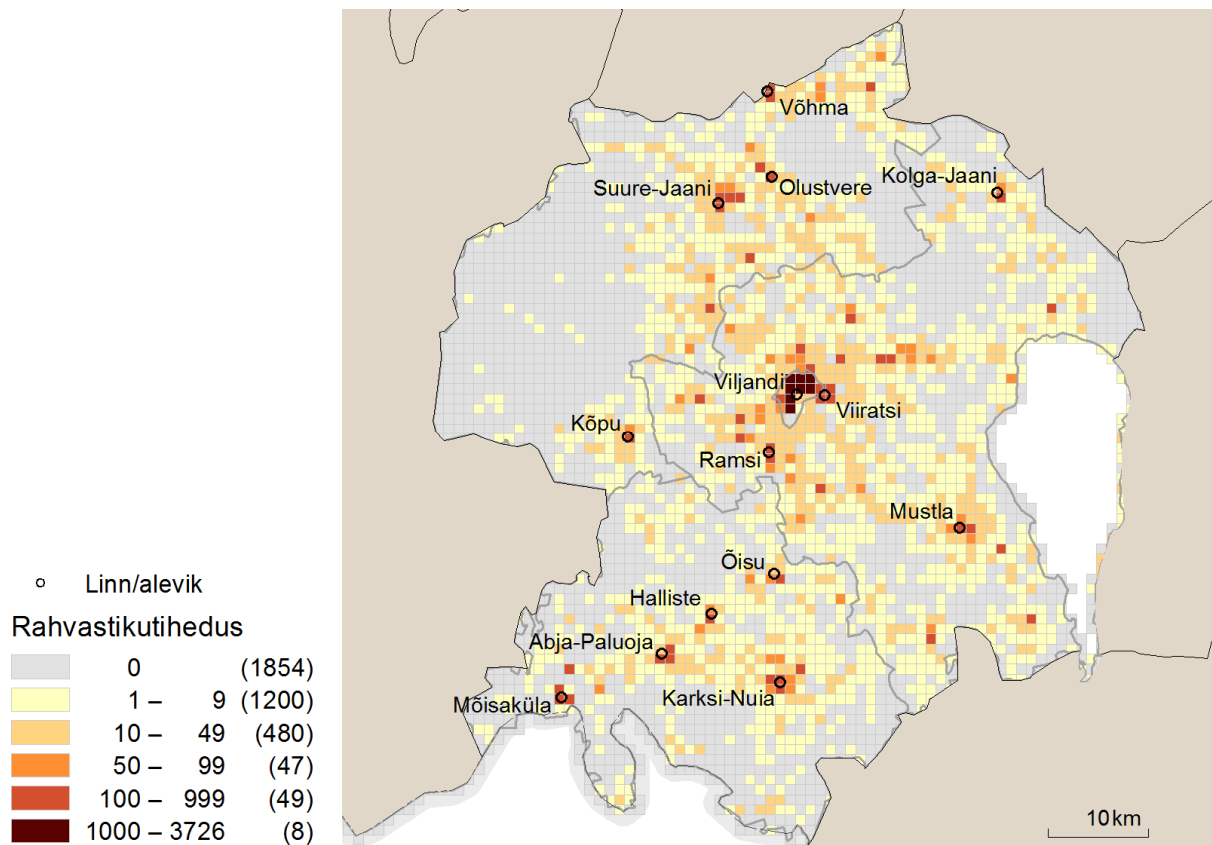 Võhma
Kolga-Jaani
Suure-Jaani
Olustvere
Viljandi
Viiratsi
Kõpu
Ramsi
Mustla
Õisu
Halliste
Abja-Paluoja
Mõisaküla
Karksi-Nuia
10 km
Linn/alevik
Rahvastikutihedus
0 (1854)
1 – 9 (1200)
10 – 49 (480)
50 – 99 (47)
100 – 999 (49)
1000 – 3726 (8)